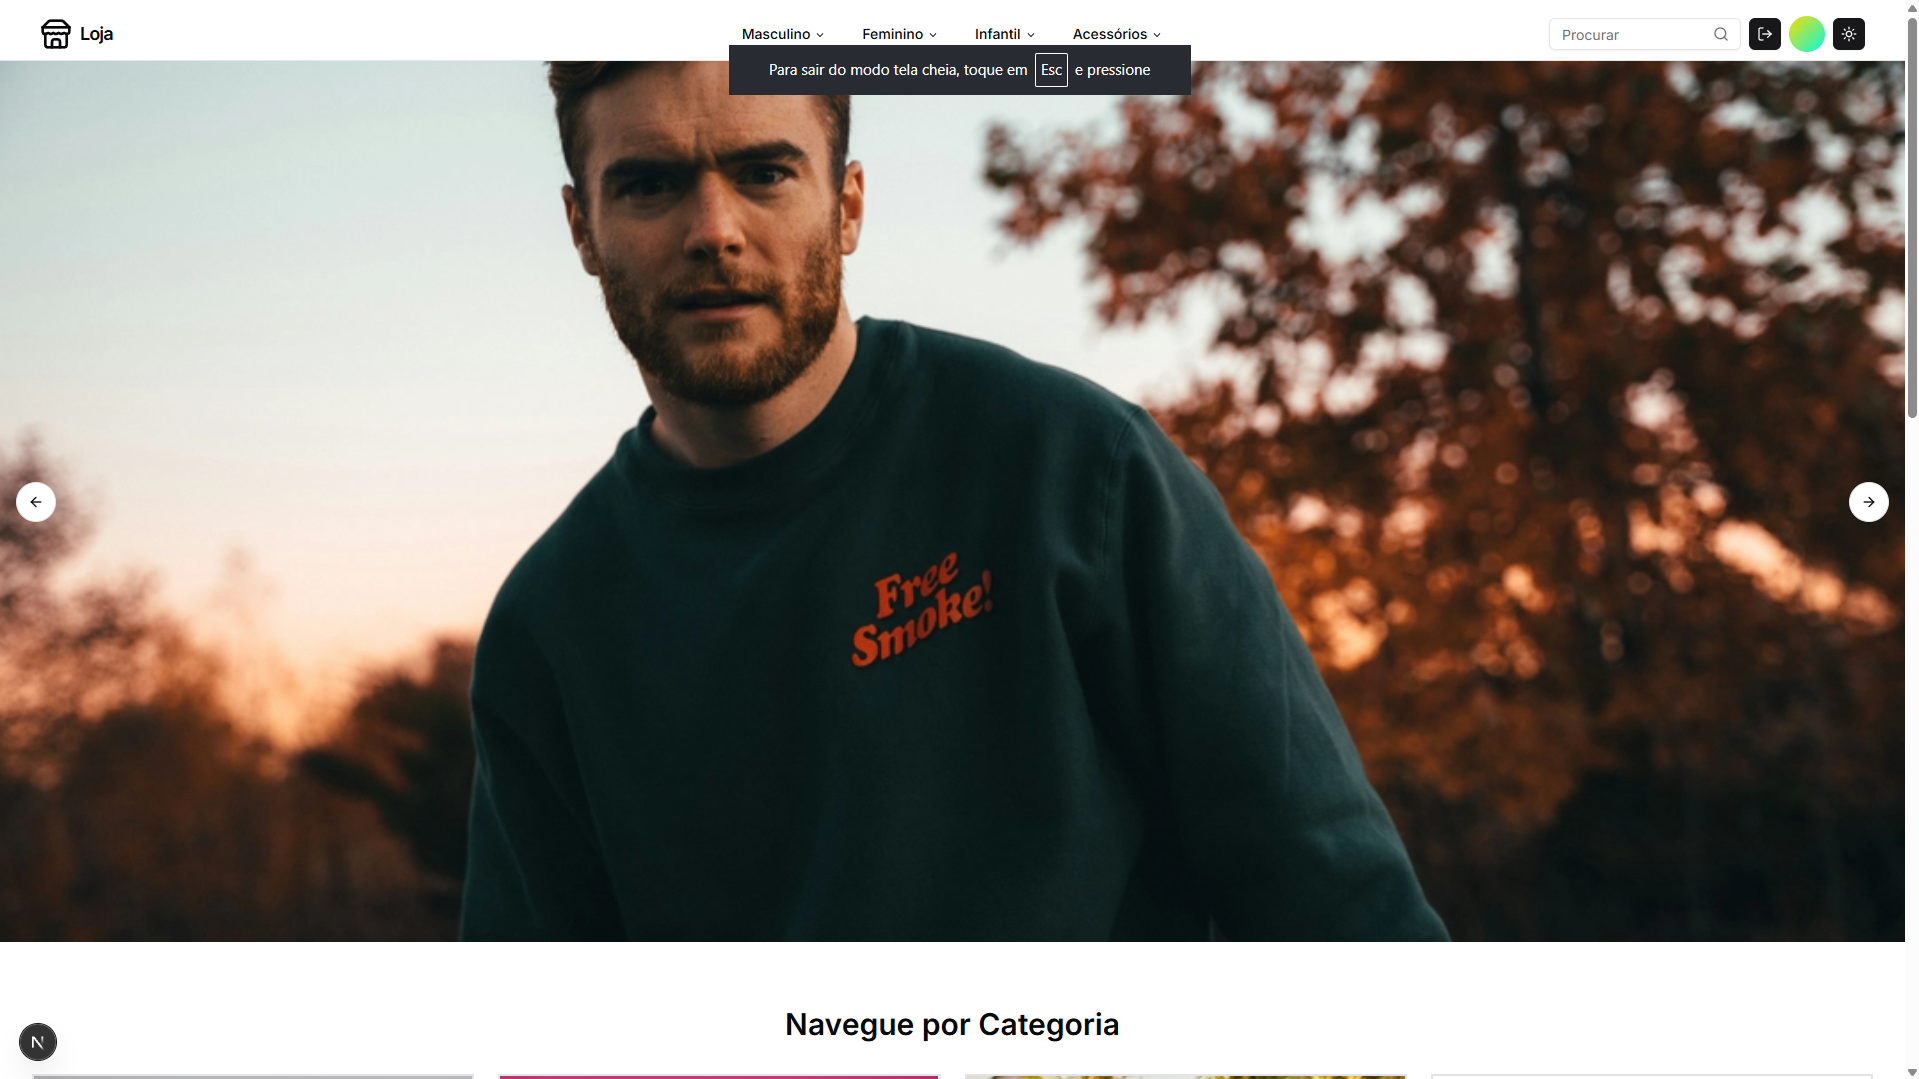 Loja
Masculino
Feminino
Infantil
Acessórios
Procurar
Para sair do modo tela cheia, toque em Esc e pressione
Free
Smoke!
Navegue por Categoria
N